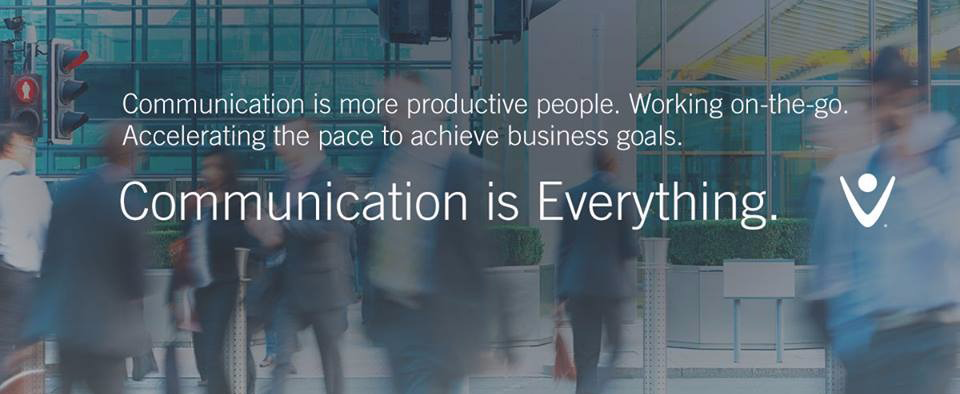 Communication is more productive people. Working on-the-go.
Accelerating the pace to achieve business goals.
Communication is Everything.